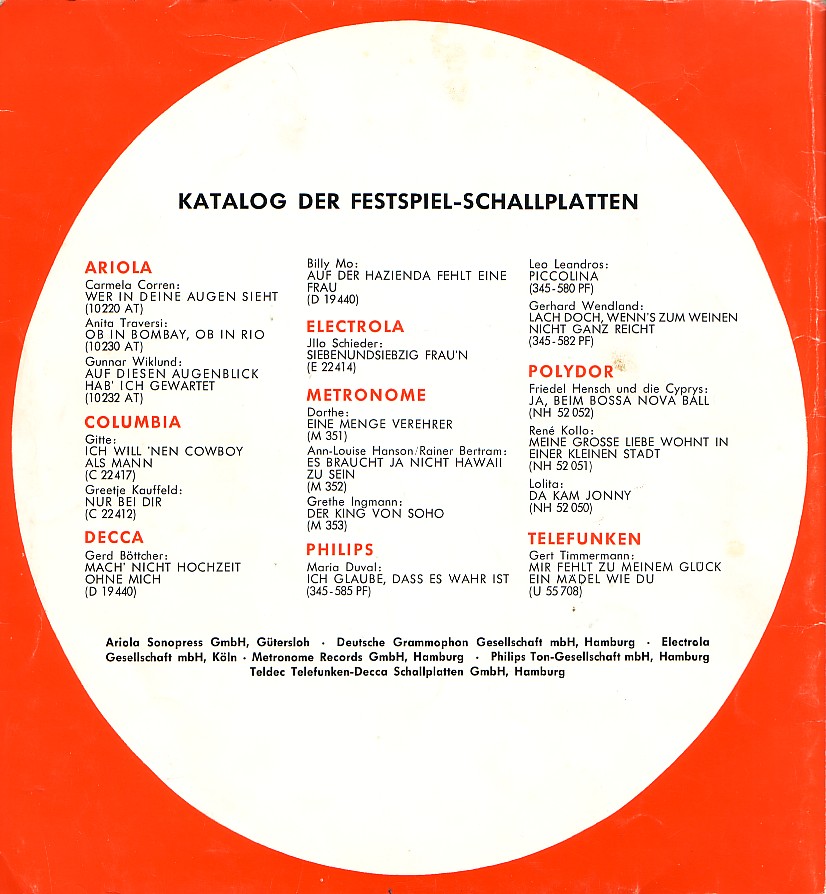 KATALOG DER FESTSPIEL-SCHALLPLATTEN
ARIOLA
Carmela Corren:
WER IN DEINE AUGEN SIEHT
(10220 AT)
Anita Traversi:
OB IN BOMBAY, OB IN RIO
(10230 AT)
Gunnar Wiklund:
AUF DIESEN AUGENBLICK
HAB' ICH GEWARTET
(10232 AT)
COLUMBIA
Gitte:
ICH WILL 'NEN COWBOY
ALS MANN
(C 22417)
Greetje Kauffeld:
NUR BEI DIR
(C 22412)
DECCA
Gerd Böttcher:
MACH' NICHT HOCHZEIT
OHNE MICH
(D 19440)
Billy Mo:
AUF DER HAZIENDA FEHLT EINE
FRAU
(D 19440)
ELECTROLA
Jllo Schieder:
SIEBENUNDSIEBZIG FRAU'N
(E 22414)
METRONOME
Dorthe:
EINE MENGE VEREHRER
(M 351)
Ann-Louise Hanson/Rainer Bertram:
ES BRAUCHT JA NICHT HAWAII
ZU SEIN
(M 352)
Grethe Ingmann:
DER KING VON SOHO
(M 353)
PHILIPS
Maria Duval:
ICH GLAUBE, DASS ES WAHR IST
(345-585 PF)
Leo Leandros:
PICCOLINA
(345-580 PF)
Gerhard Wendland:
LACH DOCH, WENN'S ZUM WEINEN
NICHT GANZ REICHT
(345-582 PF)
POLYDOR
Friedel Hensch und die Cyprys:
JA, BEIM BOSSA NOVA BALL
(NH 52052)
René Kollo:
MEINE GROSSE LIEBE WOHNT IN
EINER KLEINEN STADT
(NH 52051)
Lolita:
DA KAM JONNY
(NH 52050)
TELEFUNKEN
Gert Timmermann:
MIR FEHLT ZU MEINEM GLÜCK
EIN MÄDEL WIE DU
(U 55708)
Ariola Sonopress GmbH, Gütersloh · Deutsche Grammophon Gesellschaft mbH, Hamburg · Electrola
Gesellschaft mbH, Köln · Metronome Records GmbH, Hamburg · Philips Ton-Gesellschaft mbH, Hamburg
Teldec Telefunken-Decca Schallplatten GmbH, Hamburg